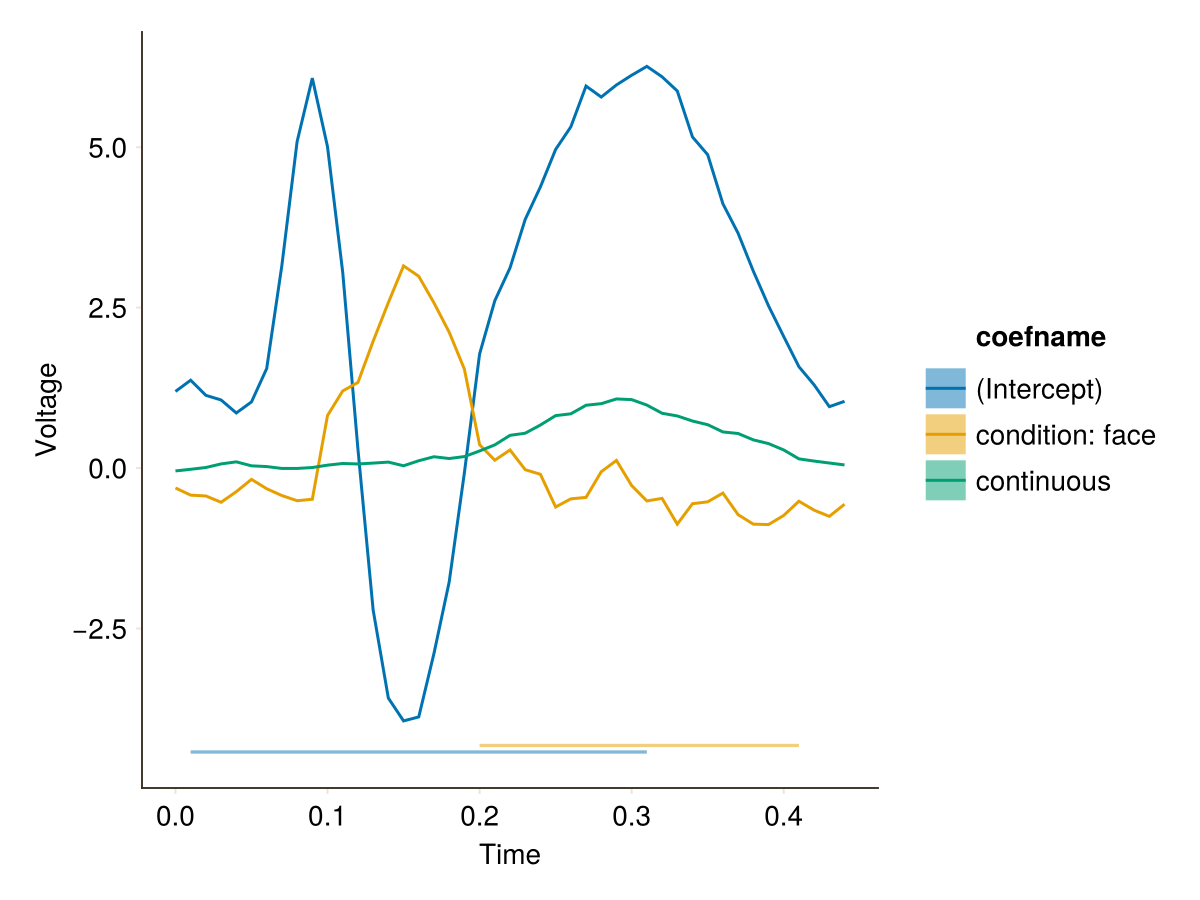 5.0
2.5
0.0
−2.5
Voltage
0.0 0.1 0.2 0.3 0.4
Time
coefname
(Intercept)
condition: face
continuous